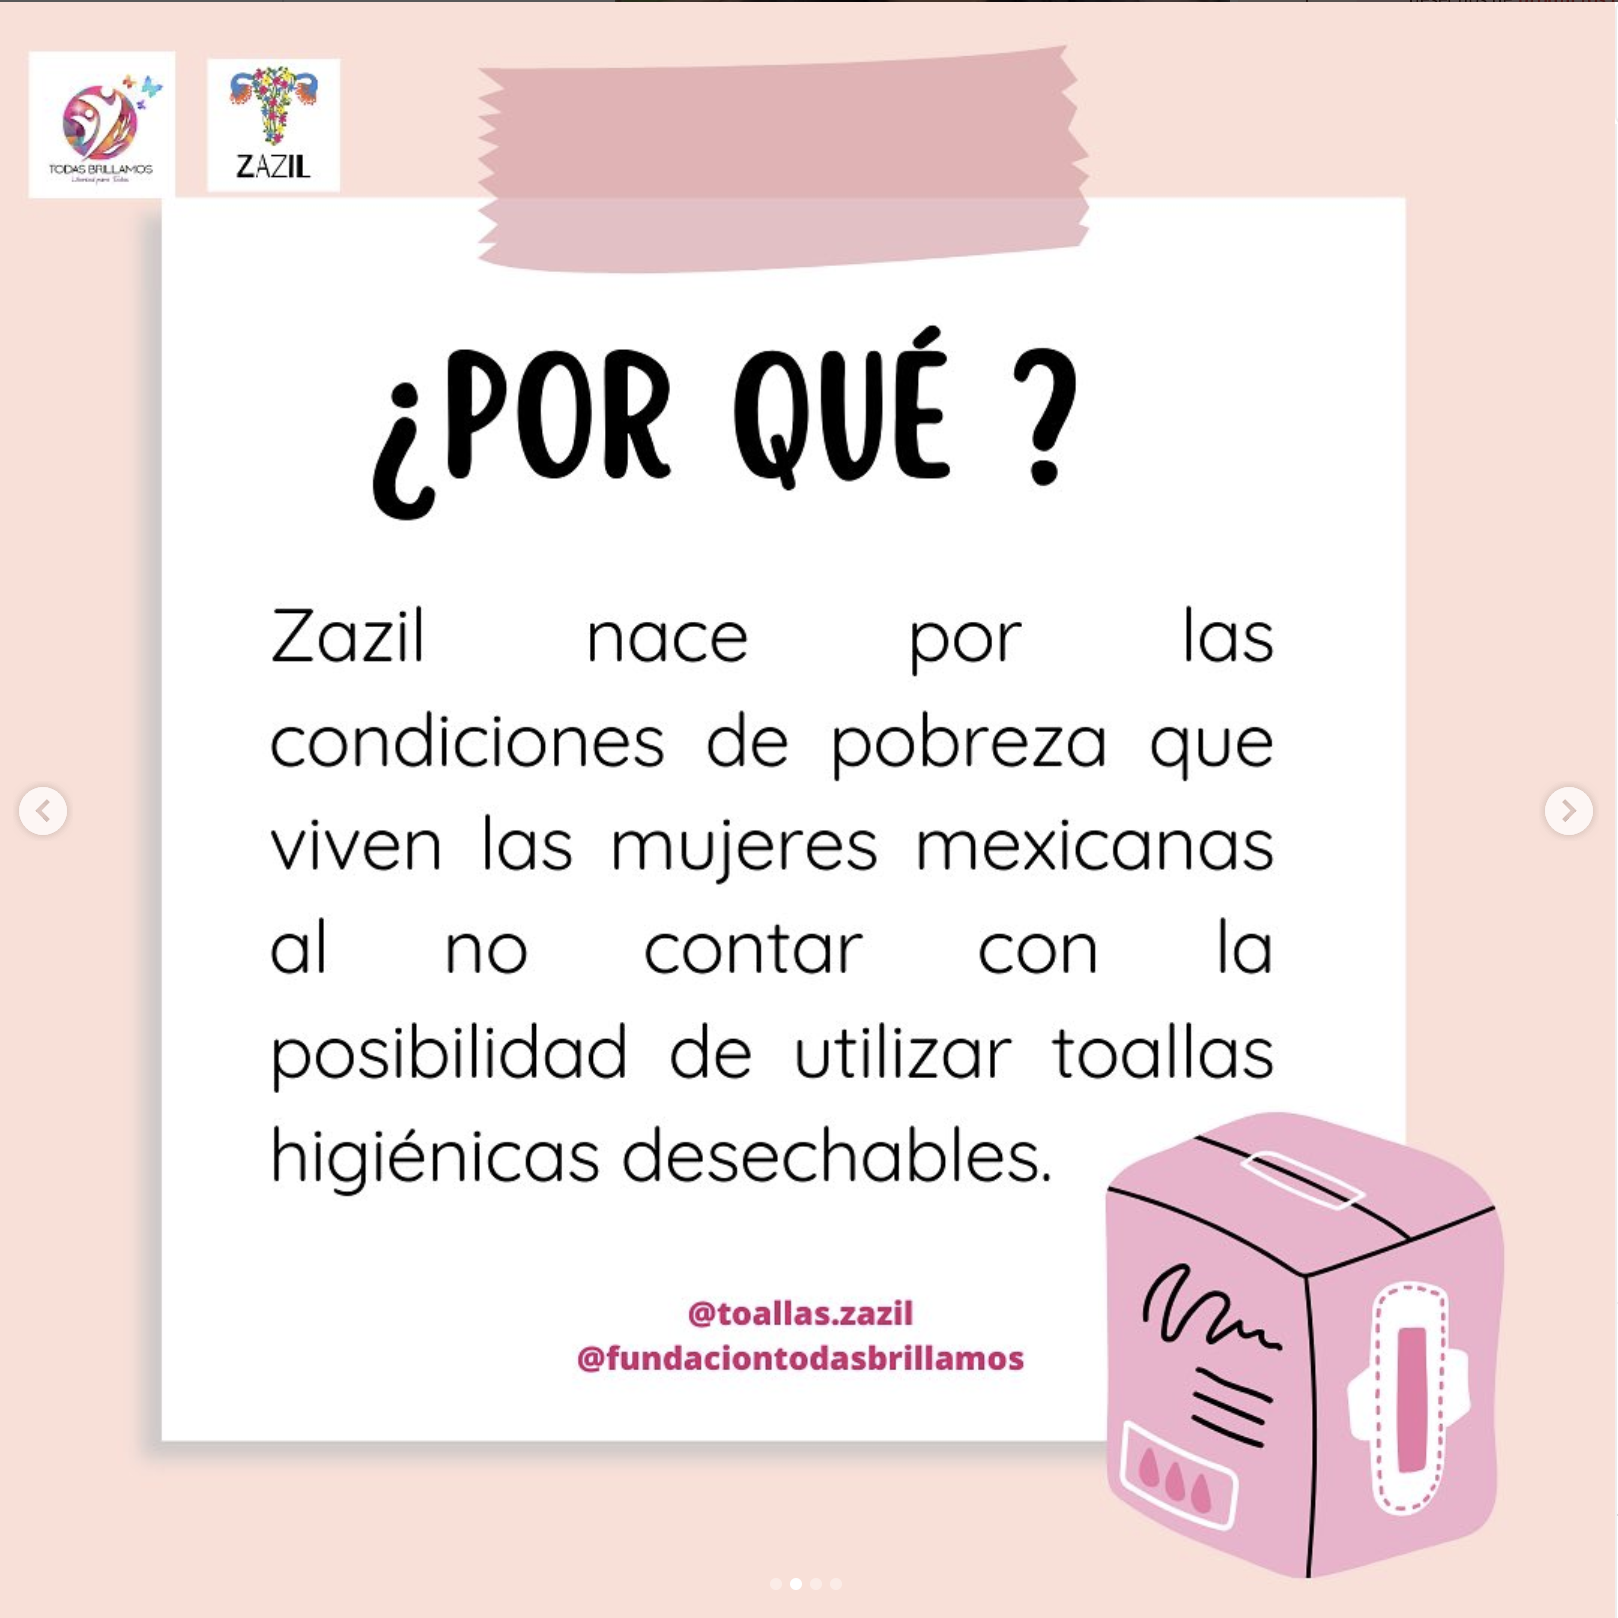 TODAS BRILLAMOS
Libertad para Todas
ZAZIL
¿POR QUÉ ?
Zazil nace por las
condiciones de pobreza que
viven las mujeres mexicanas
al no contar con la
posibilidad de utilizar toallas
higiénicas desechables.
@toallas.zazil
@fundaciontodasbrillamos